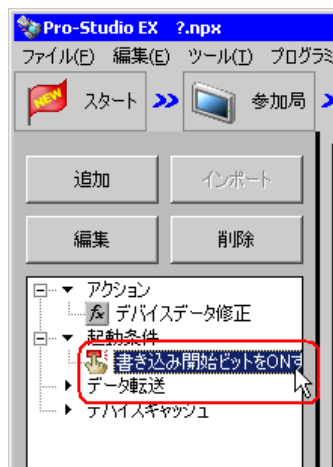 Pro-Studio EX ?.npx
ファイル(F) 編集(E) ツール(T) プログラミ
NEW スタート 参加局
追加 インポート
編集 削除
アクション
fx デバイスデータ修正
起動条件
書き込み開始ビットをONす
データ転送
デバイスキャッシュ